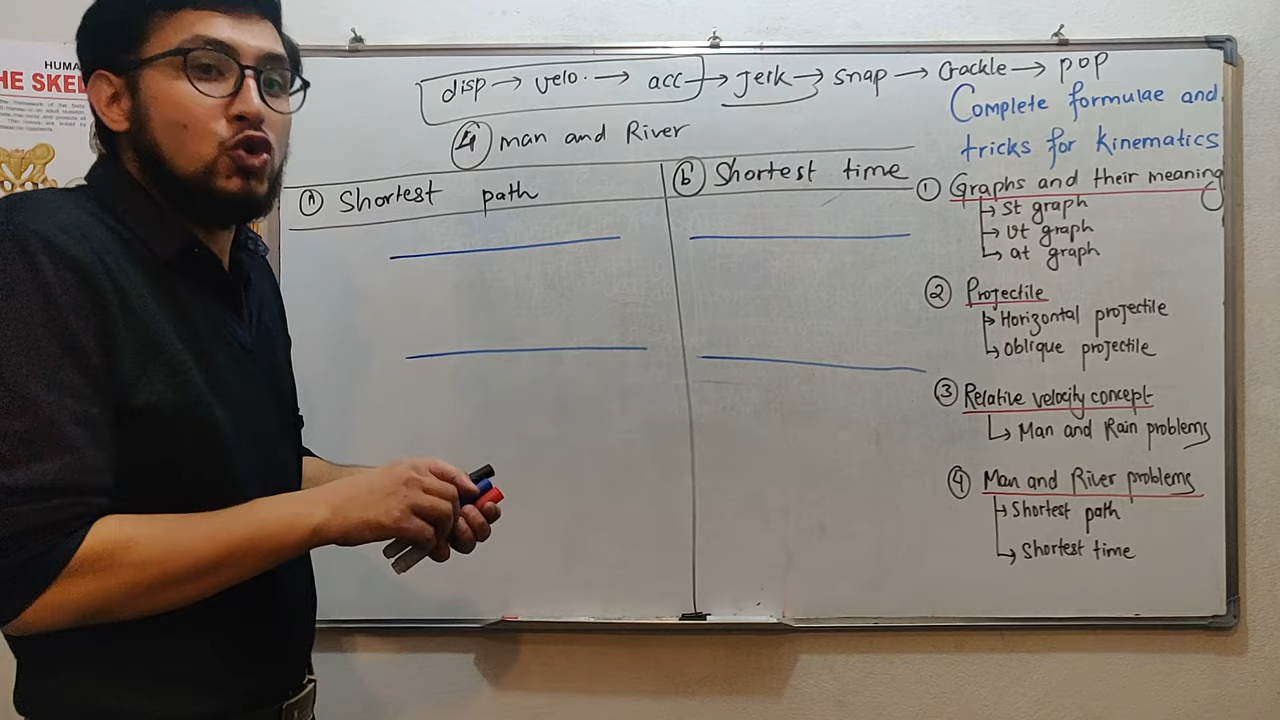 HUMA
HE SKEL
disp → velo. → acc → Jerk → snap → Crackle → pop
④ man and River
Ⓐ Shortest path
ⓑ Shortest time
Complete formulae and
tricks for kinematics
① Graphs and their meaning
↳ st graph
↳ vt graph
↳ at graph
② Projectile
↳ Horizontal projectile
↳ Oblique projectile
③ Relative velocity concept
↳ Man and Rain problems
④ Man and River problems
↳ Shortest path
↳ Shortest time